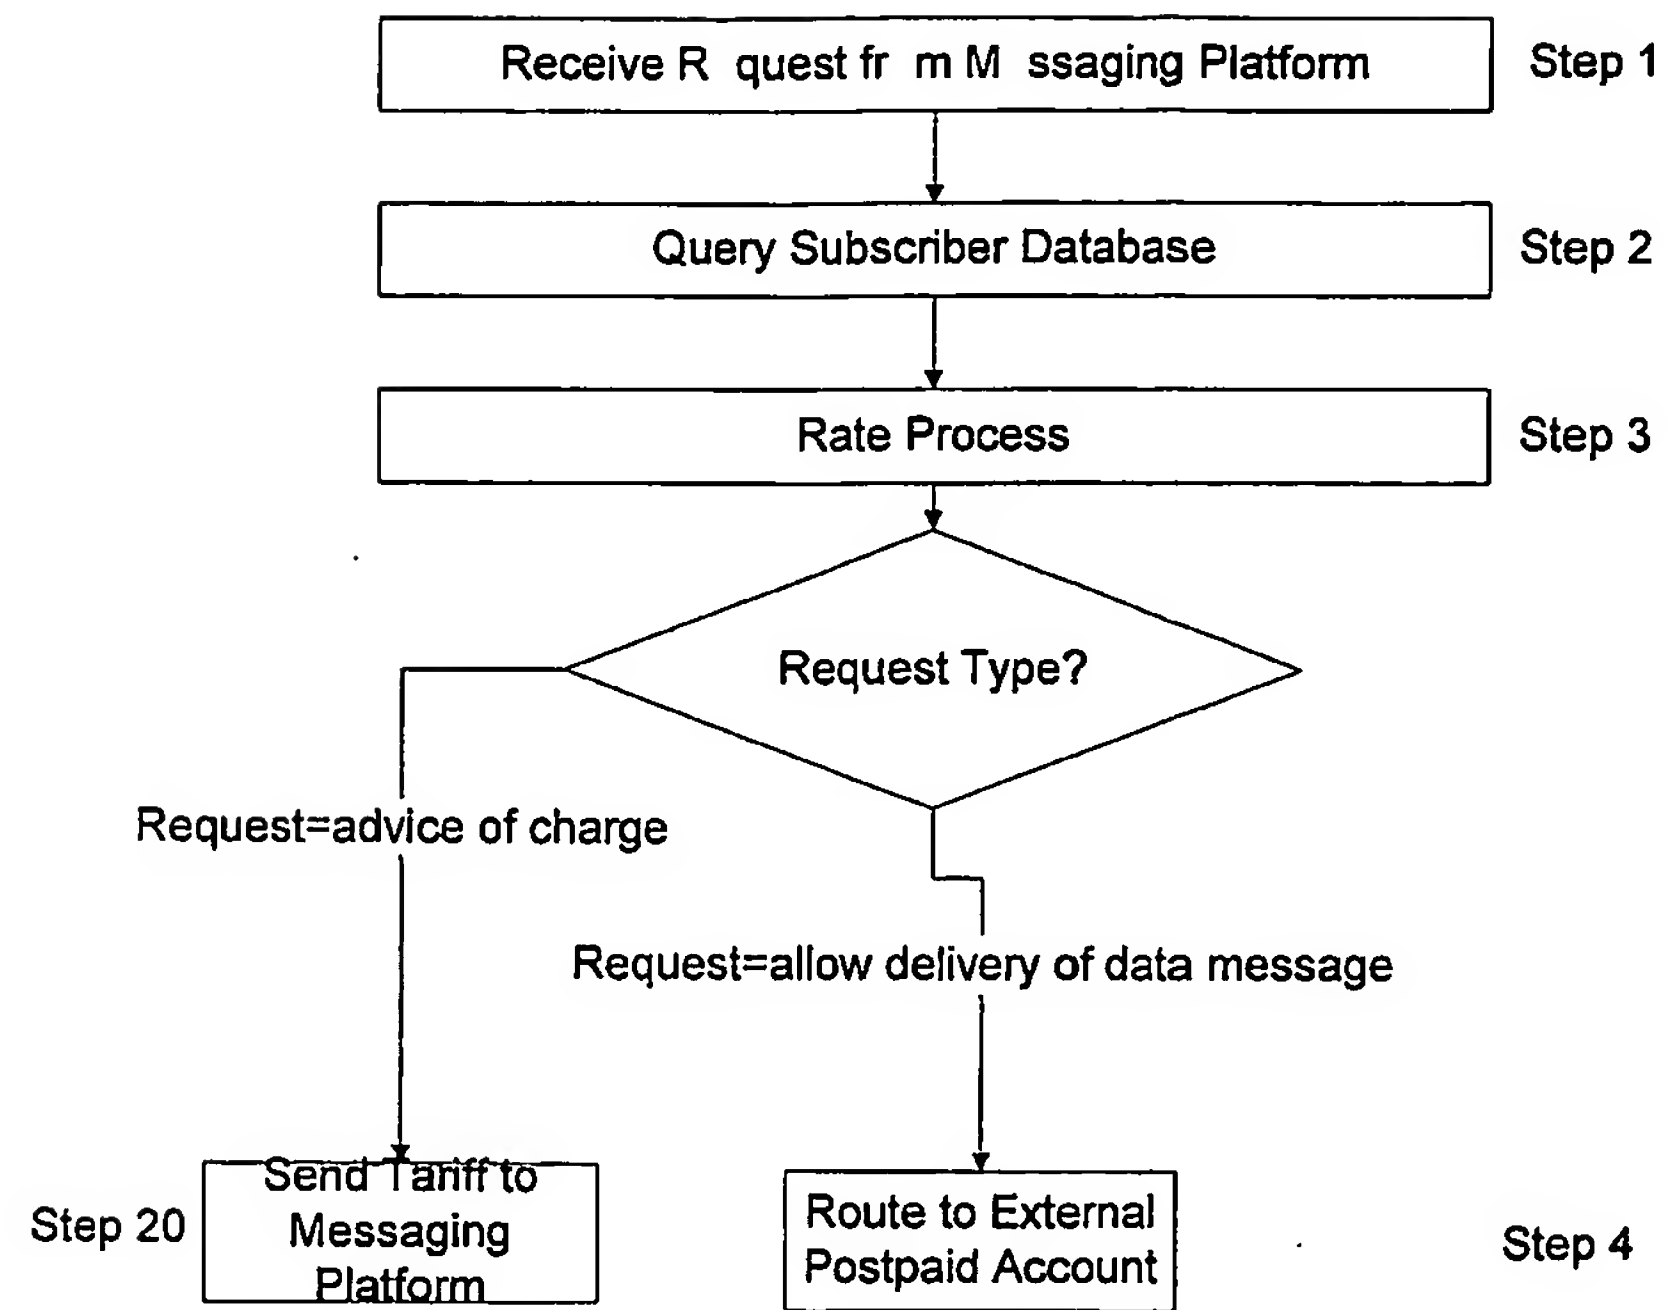 Receive R quest fr m M ssaging Platform
Step 1
Query Subscriber Database
Step 2
Rate Process
Step 3
Request Type?
Request=advice of charge
Request=allow delivery of data message
Step 20
Send Tariff to
Messaging
Platform
Route to External
Postpaid Account
Step 4